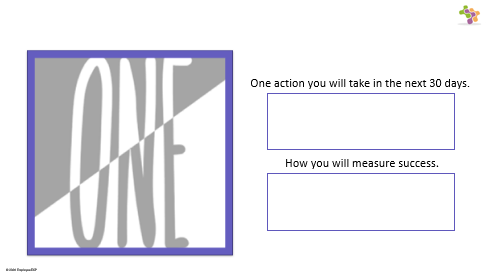 ONE
One action you will take in the next 30 days.
How you will measure success.